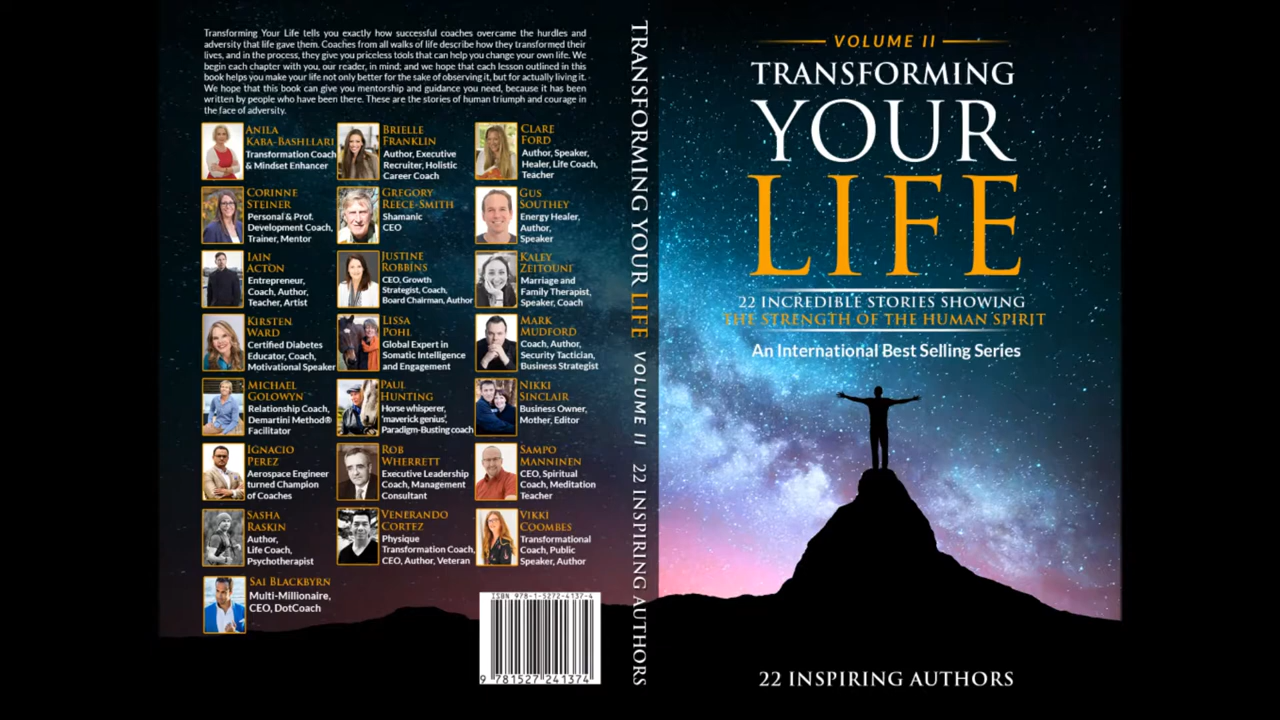 Transforming Your Life tells you exactly how successful coaches overcame the hurdles and
adversity that life gave them. Coaches from all walks of life describe how they transformed their
lives, and in the process, they give you priceless tools that can help you change your own life. We
begin each chapter with you, our reader, in mind; and we hope that each lesson outlined in this
book helps you make your life not only better for the sake of observing it, but for actually living it.
We hope that this book can give you mentorship and guidance you need, because it has been
written by people who have been there. These are the stories of human triumph and courage in
the face of adversity.
ANILA
KABA-BASHLLARI
Transformation Coach
& Mindset Enhancer
BRIELLE
FRANKLIN
Author, Executive
Recruiter, Holistic
Career Coach
CLARE
FORD
Author, Speaker,
Healer, Life Coach,
Teacher
CORINNE
STEINER
Personal & Prof.
Development Coach,
Trainer, Mentor
GREGORY
REECE-SMITH
Shamanic
CEO
GUS
SOUTHEY
Energy Healer,
Author,
Speaker
IAIN
ACTON
Entrepreneur,
Coach, Author,
Teacher, Artist
JUSTINE
ROBBINS
CEO, Growth
Strategist, Coach,
Board Chairman, Author
KALEY
ZEITOUNI
Marriage and
Family Therapist,
Speaker, Coach
KIRSTEN
WARD
Certified Diabetes
Educator, Coach,
Motivational Speaker
LISSA
POHL
Global Expert in
Somatic Intelligence
and Engagement
MARK
MUDFORD
Coach, Author,
Security Tactician,
Business Strategist
MICHAEL
GOLOWYN
Relationship Coach,
Demartini Method®
Facilitator
PAUL
HUNTING
Horse whisperer,
'maverick genius',
Paradigm-Busting coach
NIKKI
SINCLAIR
Business Owner,
Mother, Editor
IGNACIO
PEREZ
Aerospace Engineer
turned Champion
of Coaches
ROB
WHERRETT
Executive Leadership
Coach, Management
Consultant
SAMPO
MANNINEN
CEO, Spiritual
Coach, Meditation
Teacher
SASHA
RASKIN
Author,
Life Coach,
Psychotherapist
VENERANDO
CORTEZ
Physique
Transformation Coach,
CEO, Author, Veteran
VIKKI
COOMBES
Transformational
Coach, Public
Speaker, Author
SAI BLACKBYRN
Multi-Millionaire,
CEO, DotCoach
ISBN 978-1-5272-4137-4
9 781527 241374
TRANSFORMING YOUR LIFE VOLUME II 22 INSPIRING AUTHORS
VOLUME II
TRANSFORMING
YOUR
LIFE
22 INCREDIBLE STORIES SHOWING
THE STRENGTH OF THE HUMAN SPIRIT
An International Best Selling Series
22 INSPIRING AUTHORS